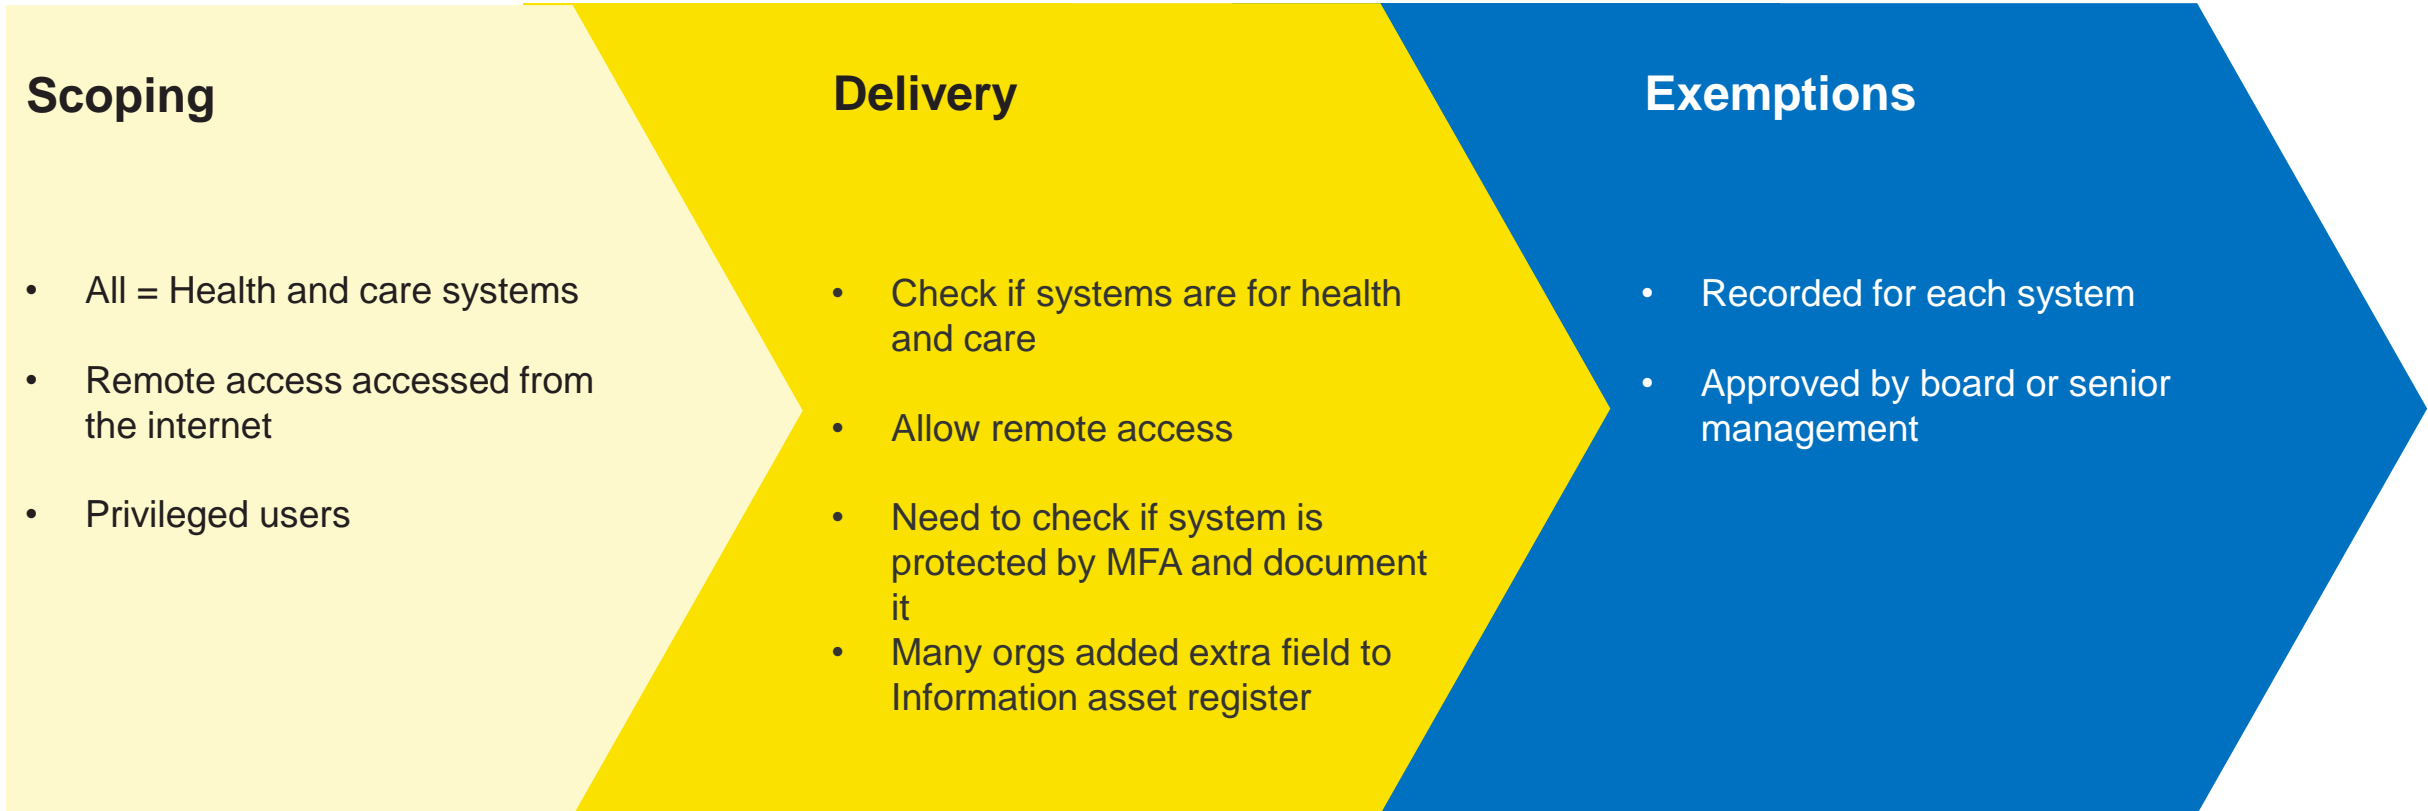 Scoping
• All = Health and care systems
• Remote access accessed from
the internet
• Privileged users
Delivery
• Check if systems are for health
and care
• Allow remote access
• Need to check if system is
protected by MFA and document
it
• Many orgs added extra field to
Information asset register
Exemptions
• Recorded for each system
• Approved by board or senior
management